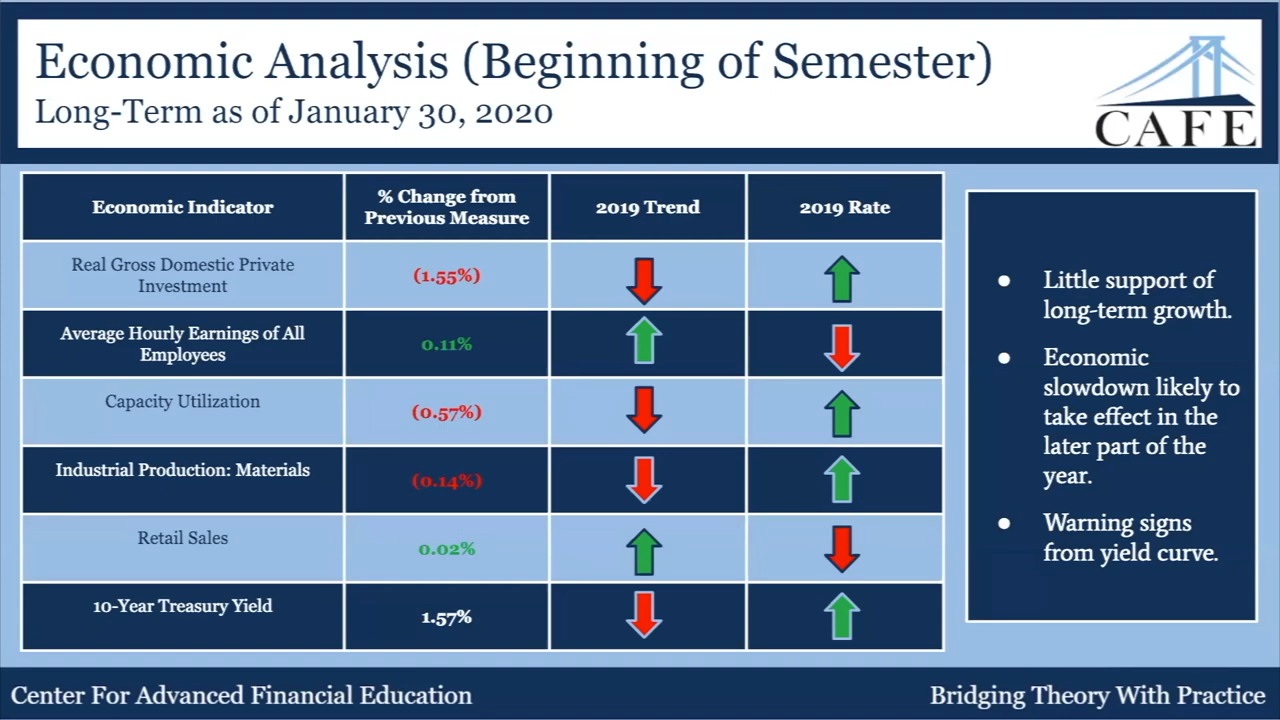 Economic Analysis (Beginning of Semester)
Long-Term as of January 30, 2020
CAFE
Economic Indicator
% Change from
Previous Measure
2019 Trend
2019 Rate
Real Gross Domestic Private
Investment
(1.55%)
Average Hourly Earnings of All
Employees
0.11%
Capacity Utilization
(0.57%)
Industrial Production: Materials
(0.14%)
Retail Sales
0.02%
10-Year Treasury Yield
1.57%
● Little support of
long-term growth.
● Economic
slowdown likely to
take effect in the
later part of the
year.
● Warning signs
from yield curve.
Center For Advanced Financial Education
Bridging Theory With Practice